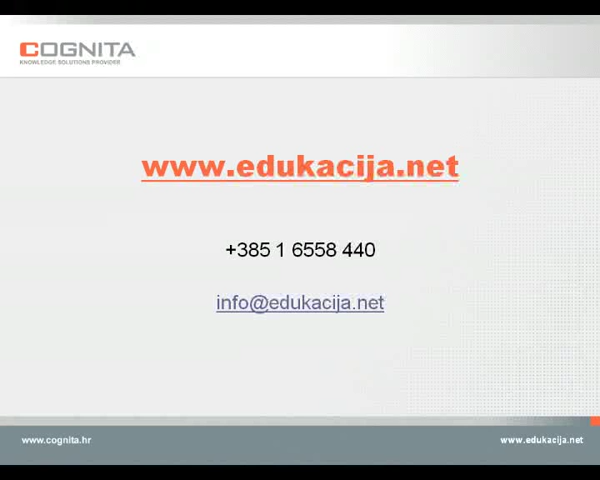 COGNITA
KNOWLEDGE SOLUTIONS PROVIDER
www.edukacija.net
+385 1 6558 440
info@edukacija.net
www.cognita.hr
www.edukacija.net